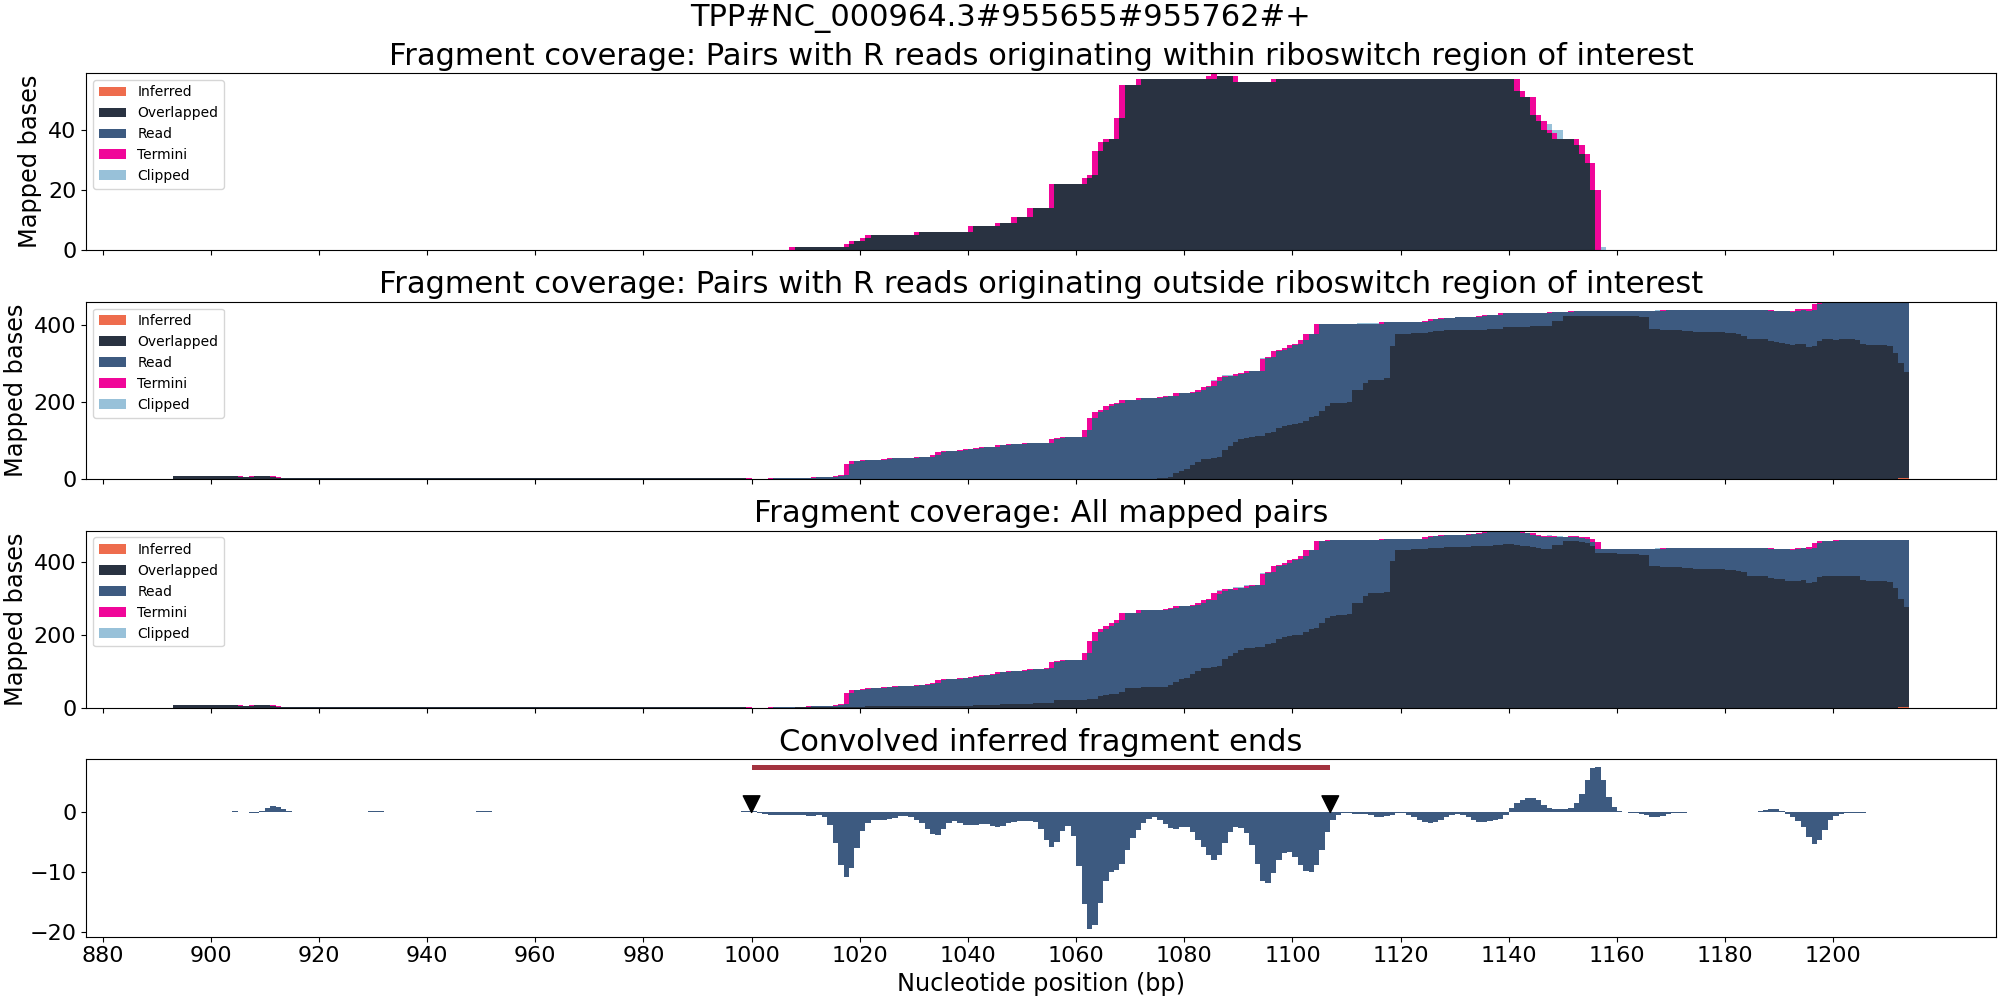 TPP#NC_000964.3#955655#955762#+
Fragment coverage: Pairs with R reads originating within riboswitch region of interest
Mapped bases
40
20
0
Inferred
Overlapped
Read
Termini
Clipped
Fragment coverage: Pairs with R reads originating outside riboswitch region of interest
Mapped bases
400
200
0
Inferred
Overlapped
Read
Termini
Clipped
Fragment coverage: All mapped pairs
Mapped bases
400
200
0
Inferred
Overlapped
Read
Termini
Clipped
Convolved inferred fragment ends
0
−10
−20
880 900 920 940 960 980 1000 1020 1040 1060 1080 1100 1120 1140 1160 1180 1200
Nucleotide position (bp)